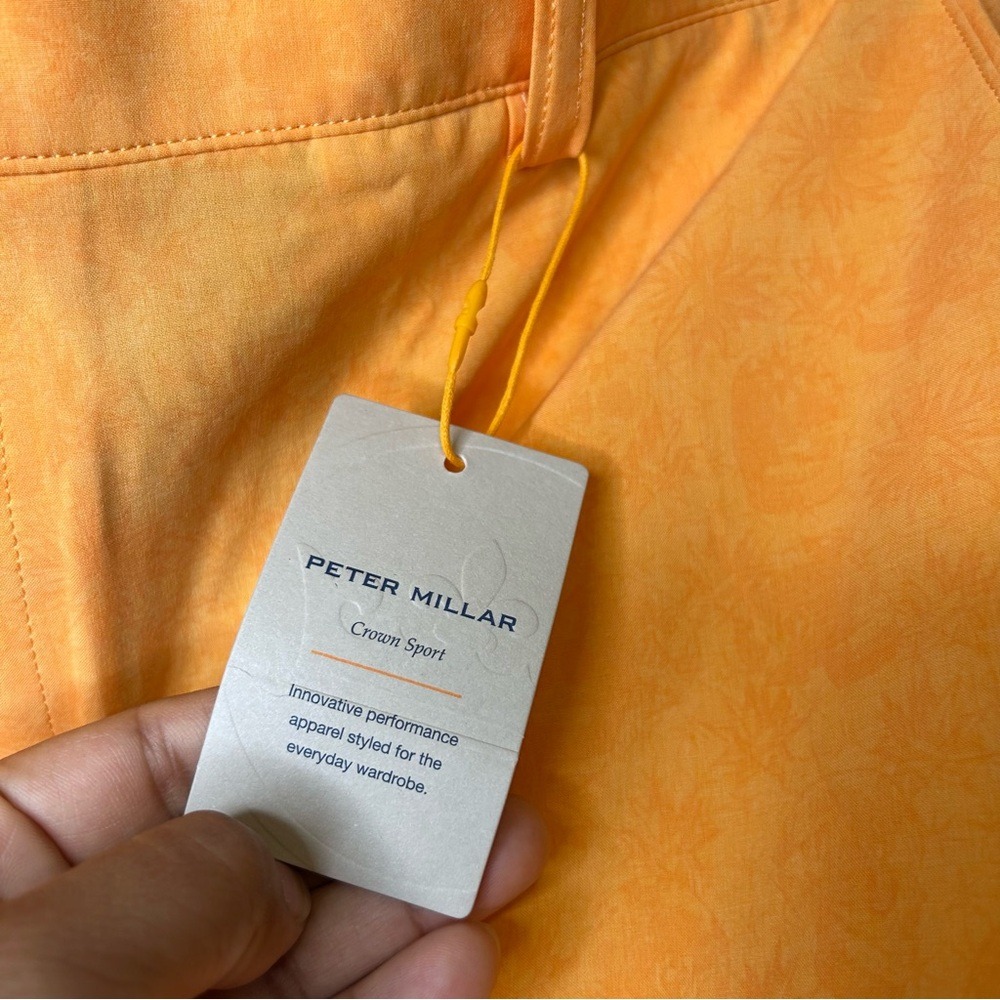 PETER MILLAR
Crown Sport
Innovative performance
apparel styled for the
everyday wardrobe.